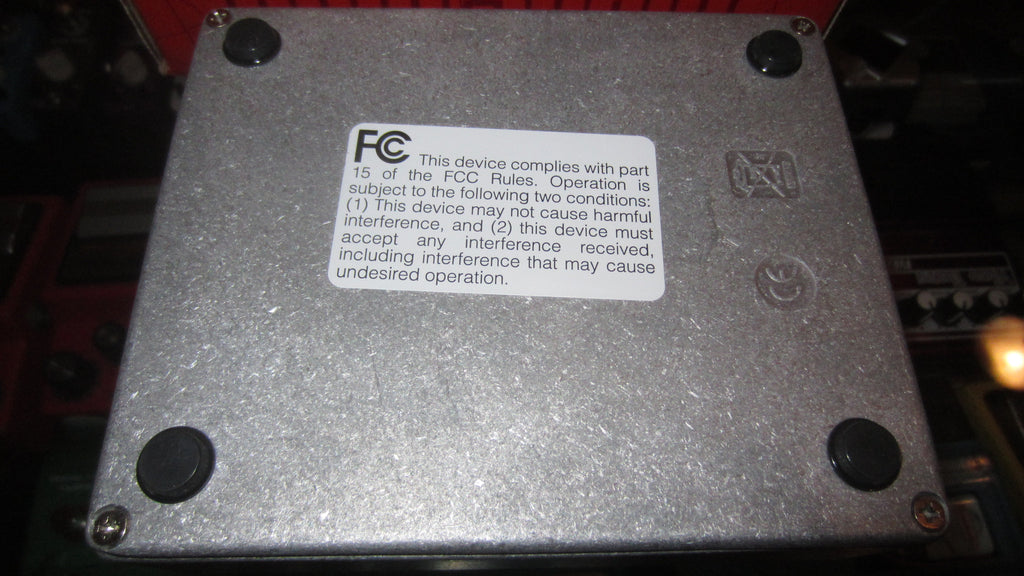 FCC This device complies with part
15 of the FCC Rules. Operation is
subject to the following two conditions:
(1) This device may not cause harmful
interference, and (2) this device must
accept any interference received,
including interference that may cause
undesired operation.